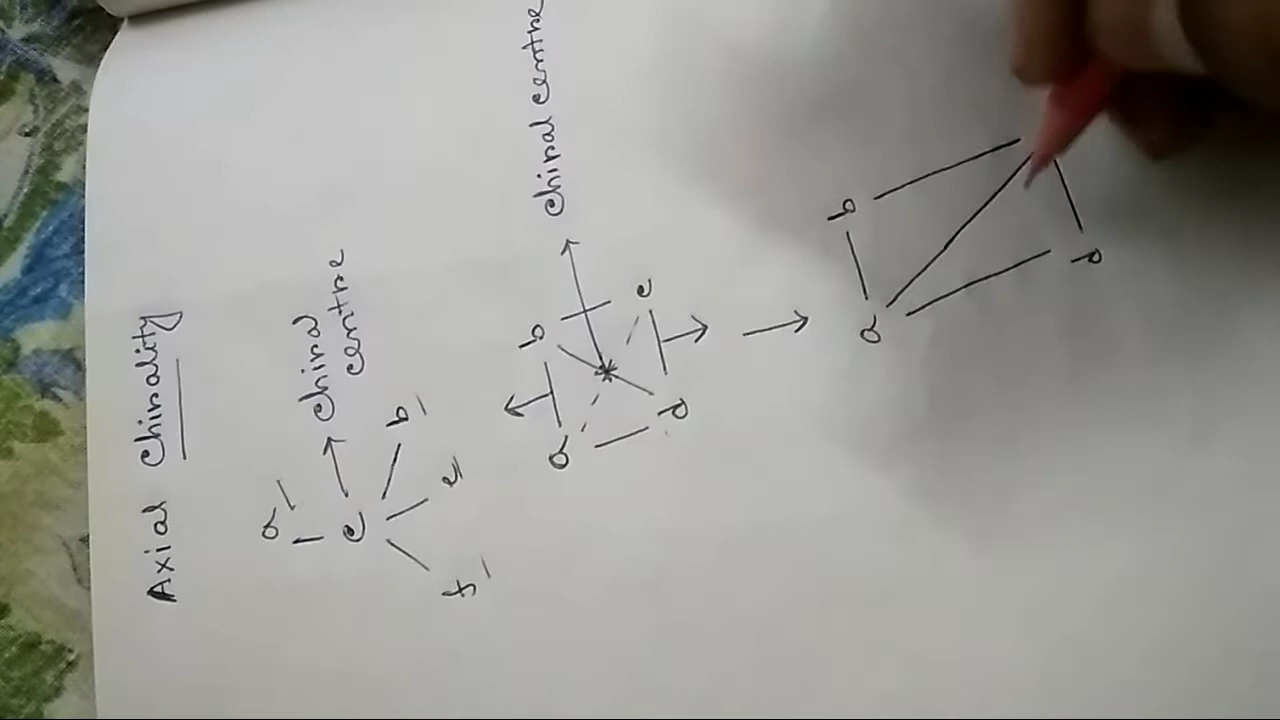 Axial Chirality
a
c → chiral
centre
b
e
f
a b c d → chiral centre
→
a b d